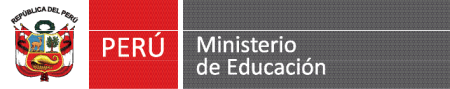 REPÚBLICA DEL PERÚ
PERÚ
Ministerio
de Educación